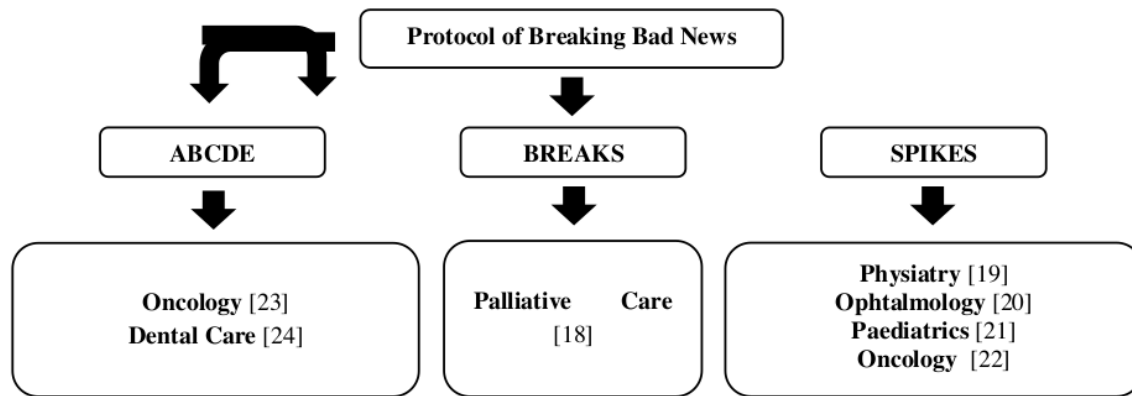 Protocol of Breaking Bad News
ABCDE
BREAKS
SPIKES
Oncology [23]
Dental Care [24]
Palliative Care
[18]
Physiatry [19]
Ophtalmology [20]
Paediatrics [21]
Oncology [22]